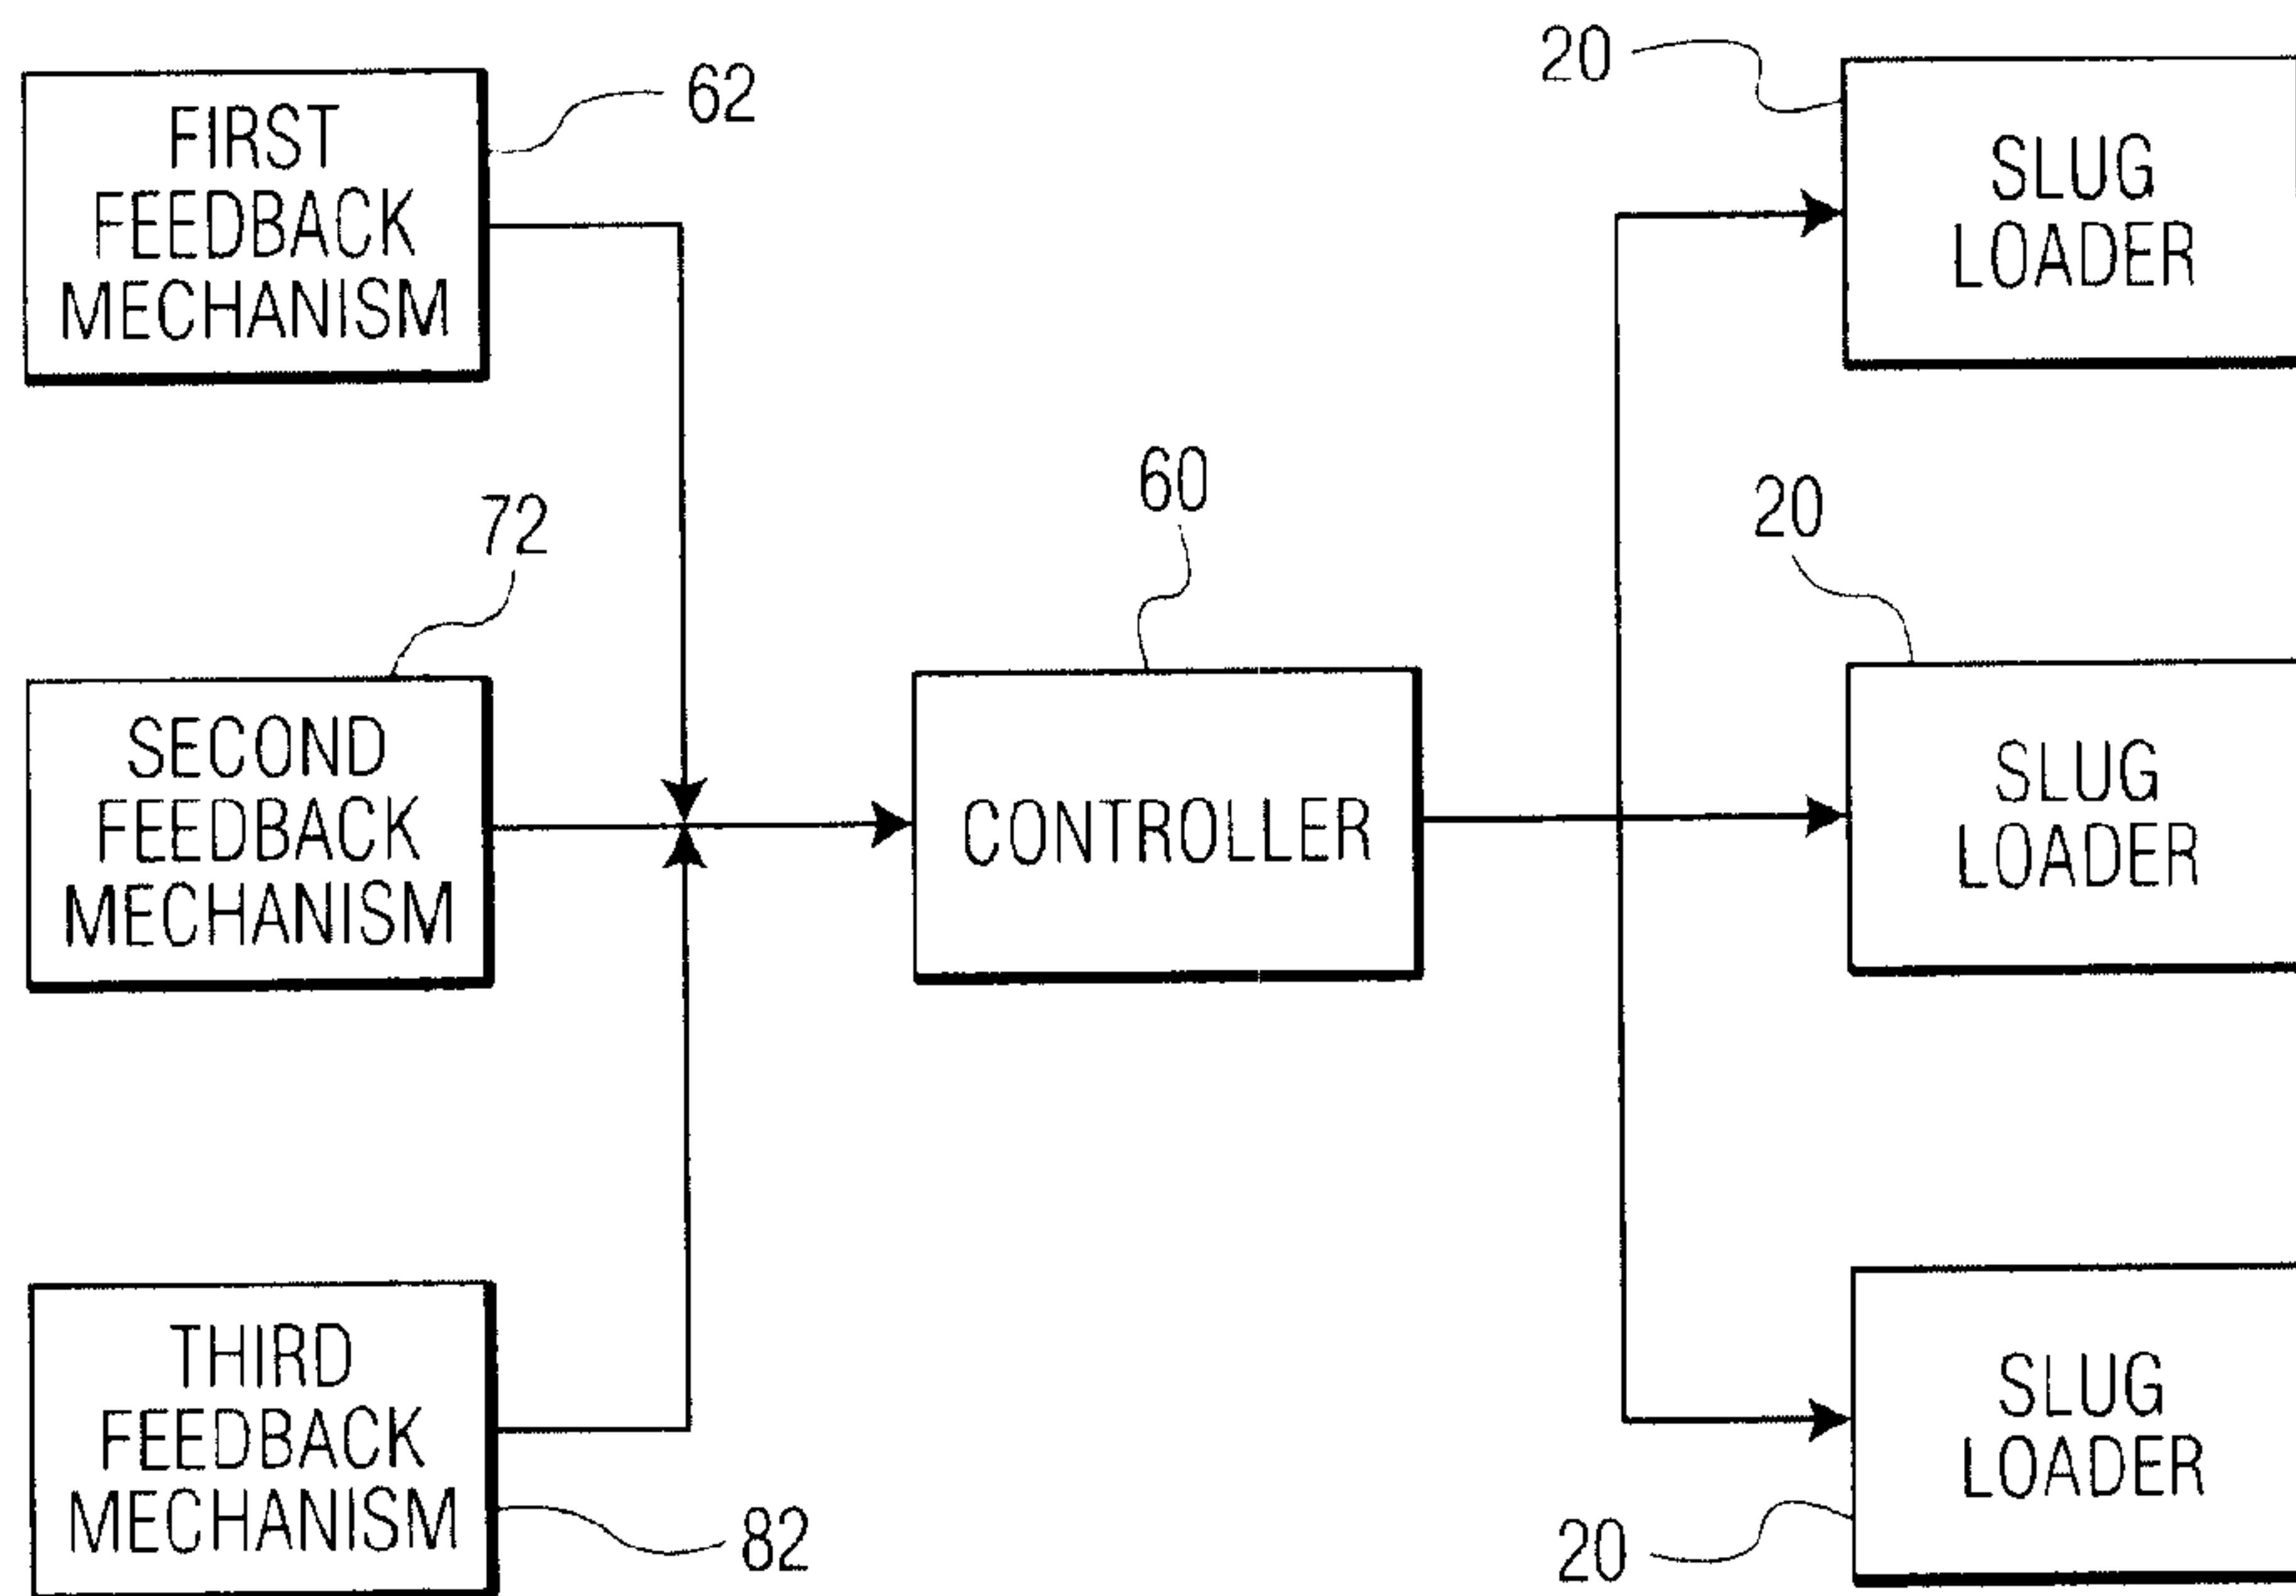 FIRST
FEEDBACK
MECHANISM
62
20
SLUG
LOADER
72
SECOND
FEEDBACK
MECHANISM
60
CONTROLLER
20
SLUG
LOADER
THIRD
FEEDBACK
MECHANISM
82
20
SLUG
LOADER